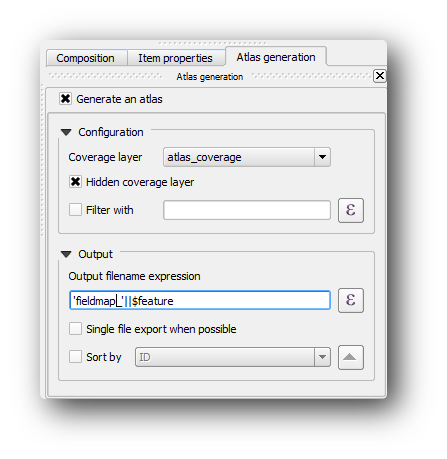 Composition Item properties Atlas generation
Atlas generation
Generate an atlas
Configuration
Coverage layer atlas_coverage
Hidden coverage layer
Filter with ε
Output
Output filename expression
'fieldmap_'||$feature ε
Single file export when possible
Sort by ID